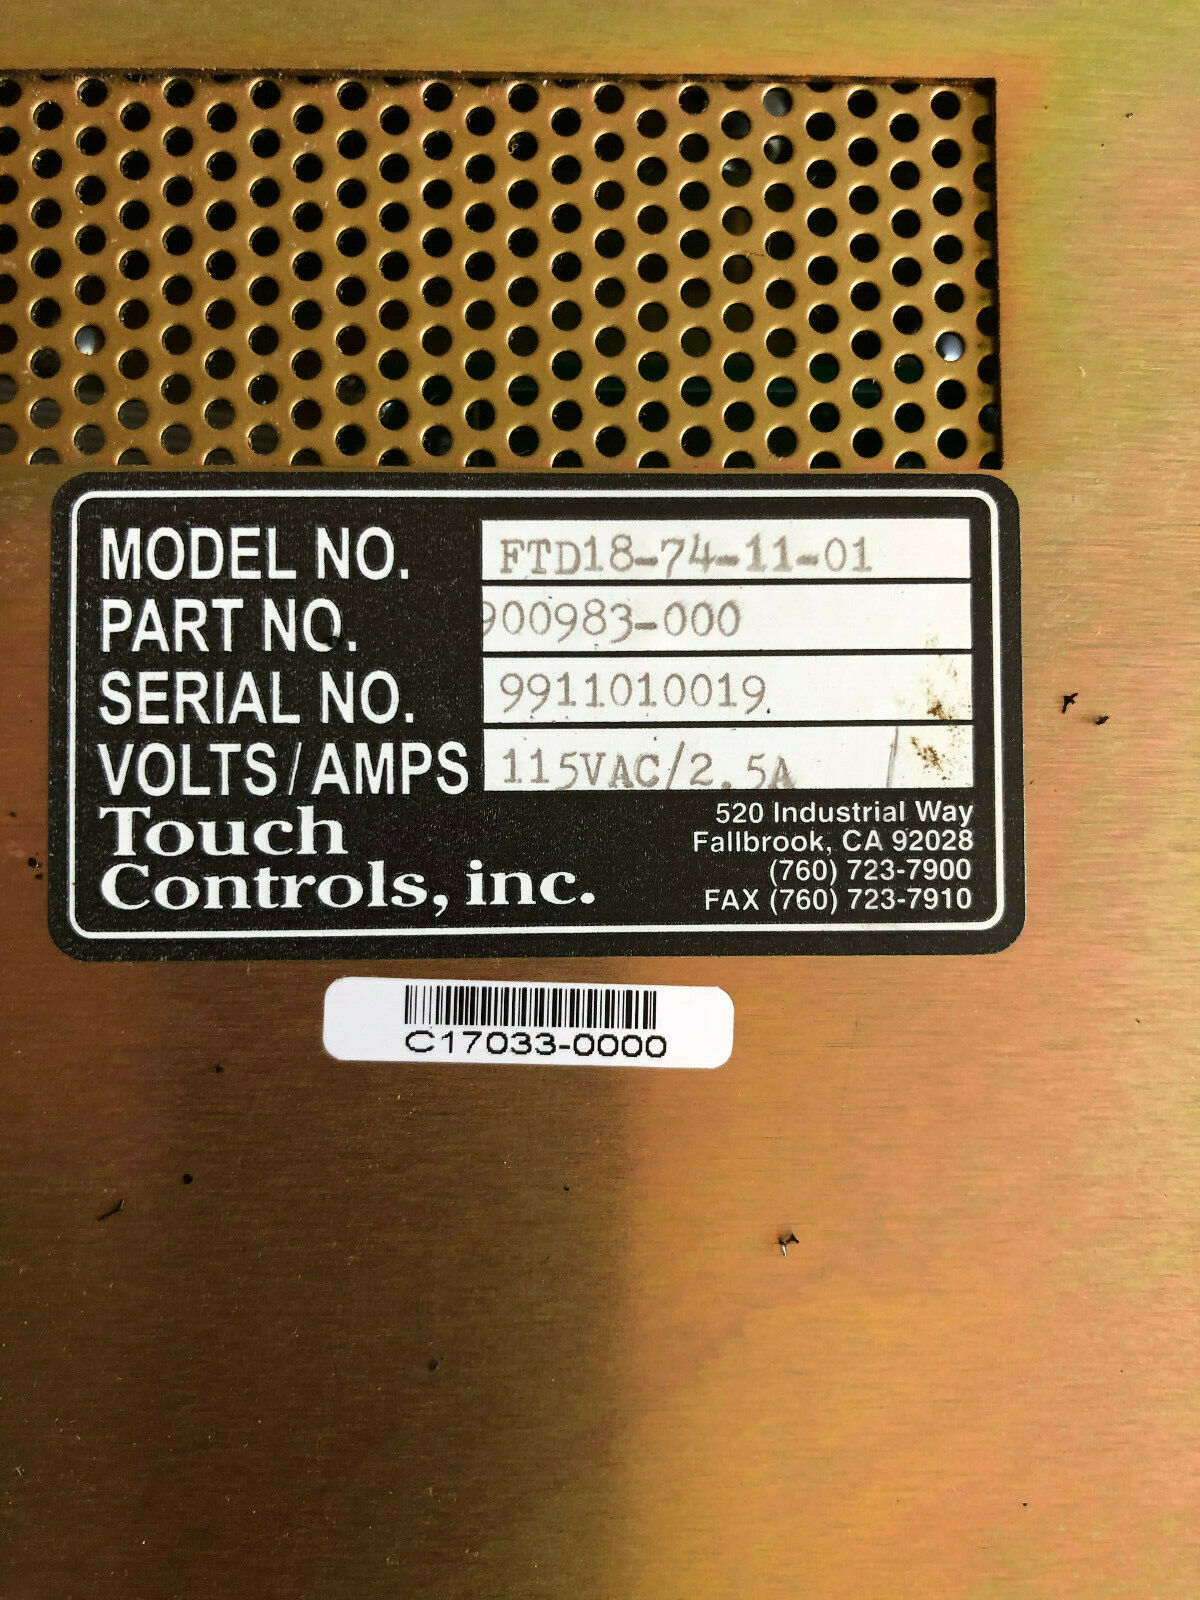 MODEL NO. FTD18-74-11-01
PART NO. 900983-000
SERIAL NO. 9911010019
VOLTS/AMPS 115VAC/2.5A
Touch
Controls, inc.
520 Industrial Way
Fallbrook, CA 92028
(760) 723-7900
FAX (760) 723-7910
C17033-0000